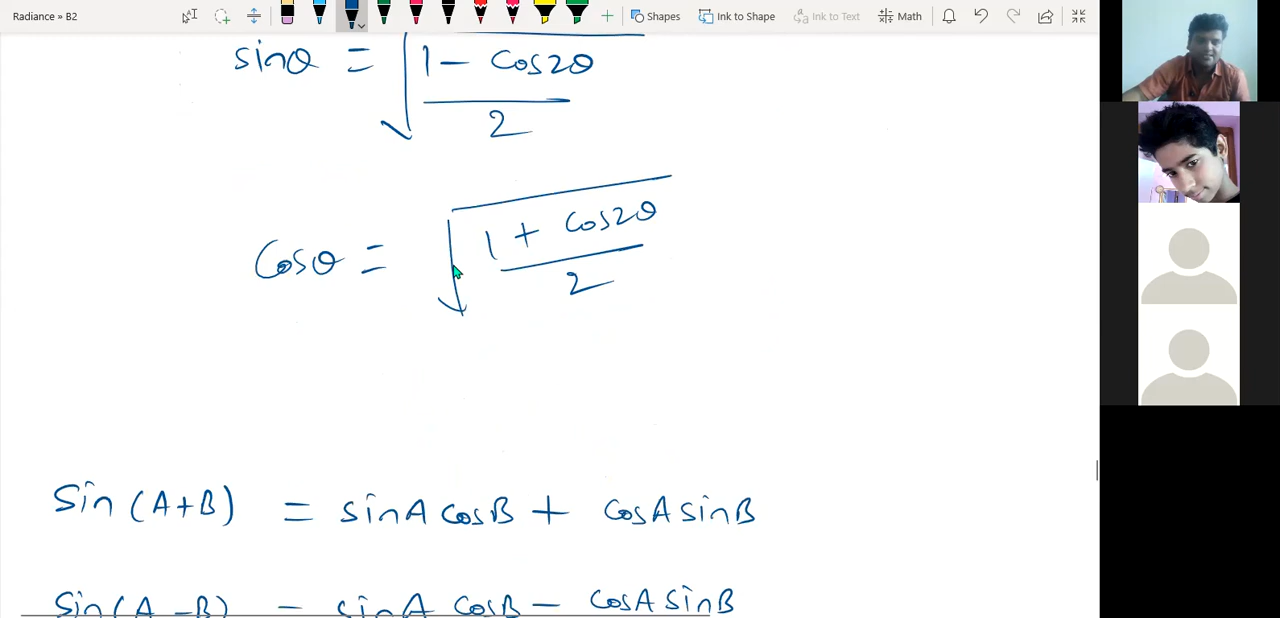 Radiance » B2
Shapes Ink to Shape Ink to Text Math
sinθ = √(1 - cos2θ / 2)
cosθ = √(1 + cos2θ / 2)
sin(A+B) = sinA cosB + cosA sinB
sin(A-B) = sinA cosB - cosA sinB